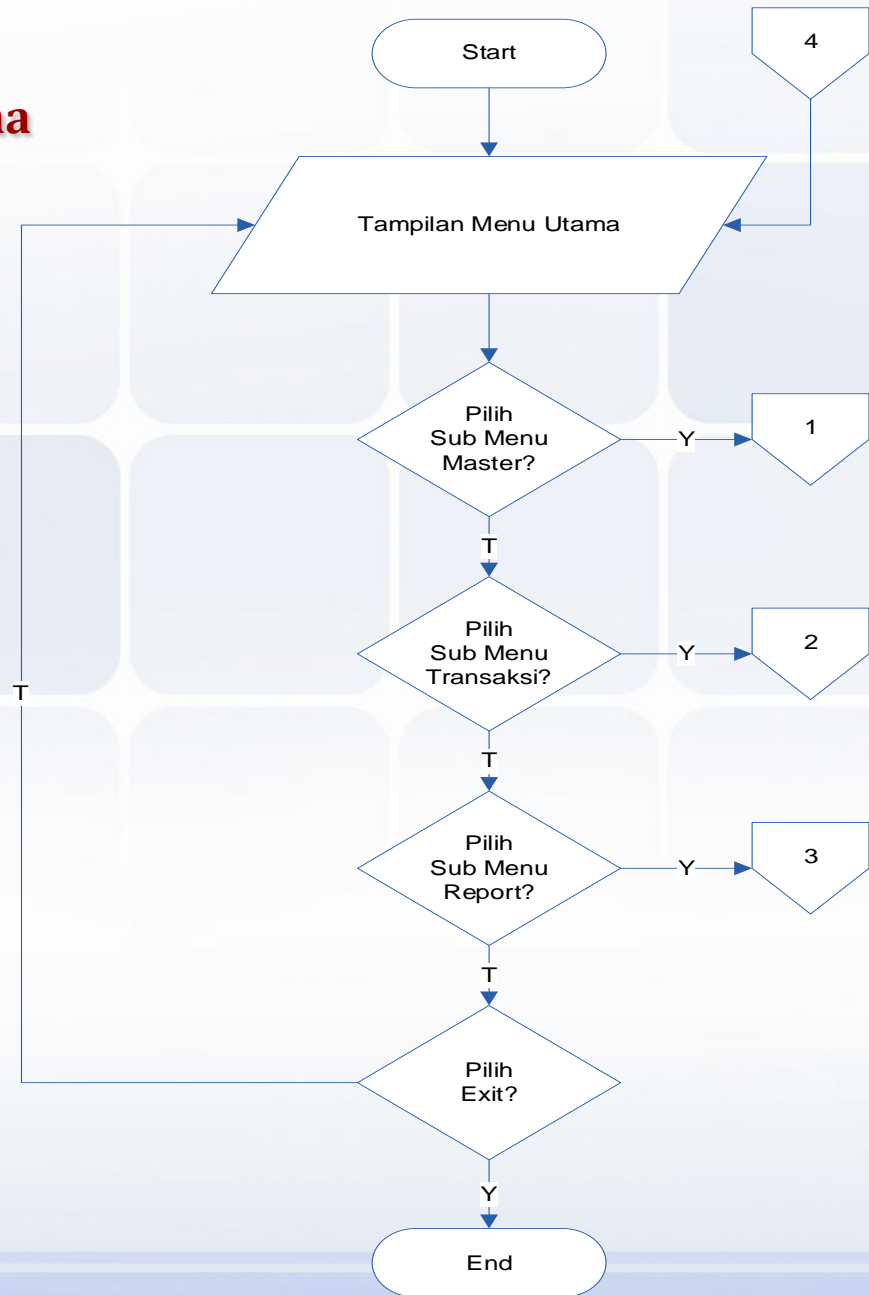 Start
4
Tampilan Menu Utama
Pilih
Sub Menu
Master?
Y
1
T
Pilih
Sub Menu
Transaksi?
Y
2
T
T
Pilih
Sub Menu
Report?
Y
3
T
Pilih
Exit?
Y
End